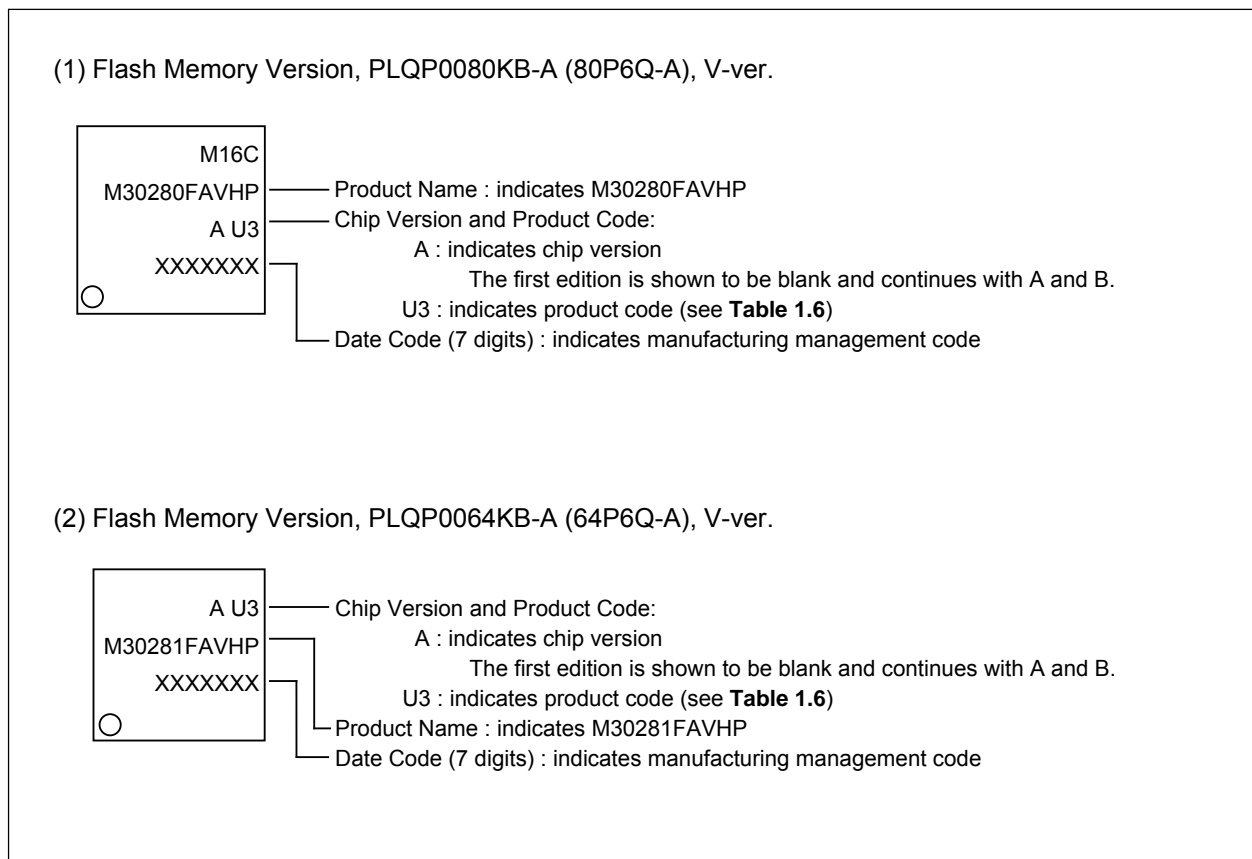 (1) Flash Memory Version, PLQP0080KB-A (80P6Q-A), V-ver.
M16C
M30280FAVHP
A U3
XXXXXXX
Product Name : indicates M30280FAVHP
Chip Version and Product Code:
A : indicates chip version
The first edition is shown to be blank and continues with A and B.
U3 : indicates product code (see Table 1.6)
Date Code (7 digits) : indicates manufacturing management code
(2) Flash Memory Version, PLQP0064KB-A (64P6Q-A), V-ver.
A U3
M30281FAVHP
XXXXXXX
Chip Version and Product Code:
A : indicates chip version
The first edition is shown to be blank and continues with A and B.
U3 : indicates product code (see Table 1.6)
Product Name : indicates M30281FAVHP
Date Code (7 digits) : indicates manufacturing management code